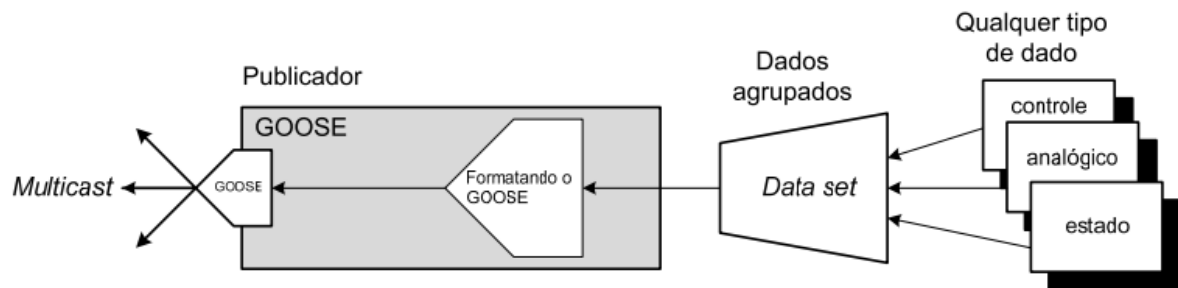 Qualquer tipo
de dado
Publicador
Dados
agrupados
controle
GOOSE
analógico
Multicast
GOOSE
Formatando o
GOOSE
Data set
estado